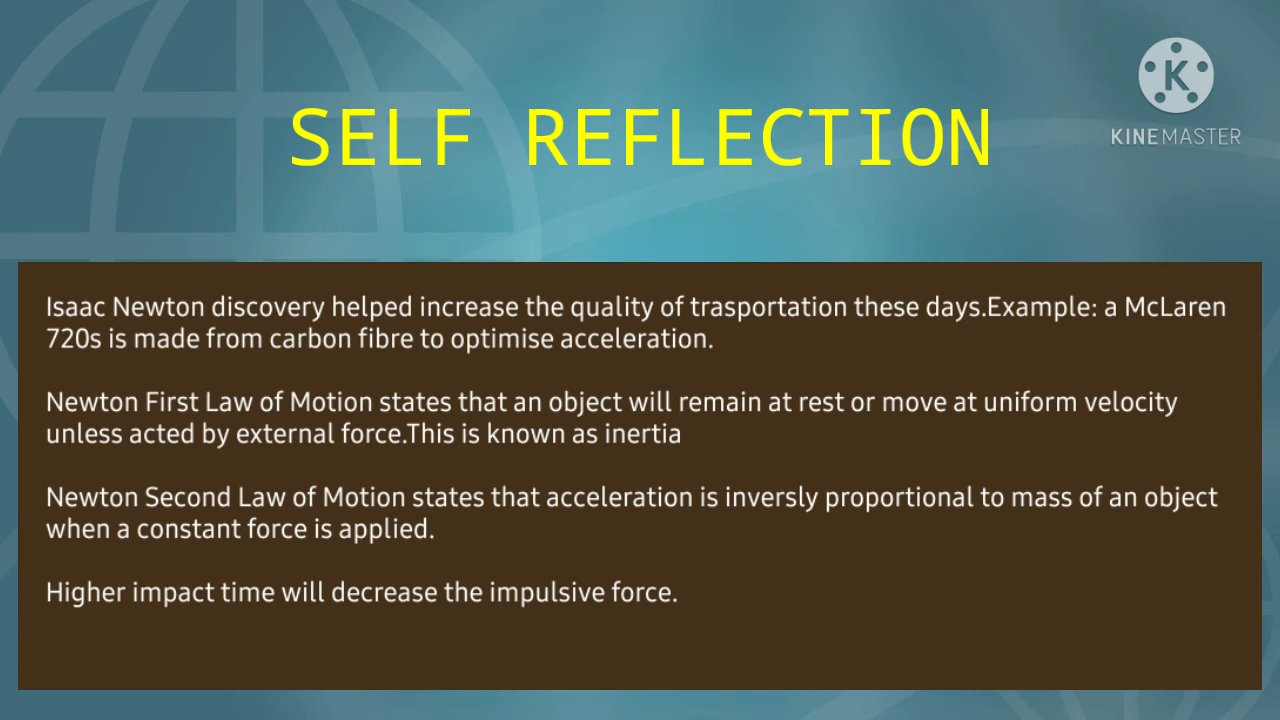 SELF REFLECTION
K
KINEMASTER
Isaac Newton discovery helped increase the quality of trasportation these days.Example: a McLaren
720s is made from carbon fibre to optimise acceleration.
Newton First Law of Motion states that an object will remain at rest or move at uniform velocity
unless acted by external force.This is known as inertia
Newton Second Law of Motion states that acceleration is inversly proportional to mass of an object
when a constant force is applied.
Higher impact time will decrease the impulsive force.